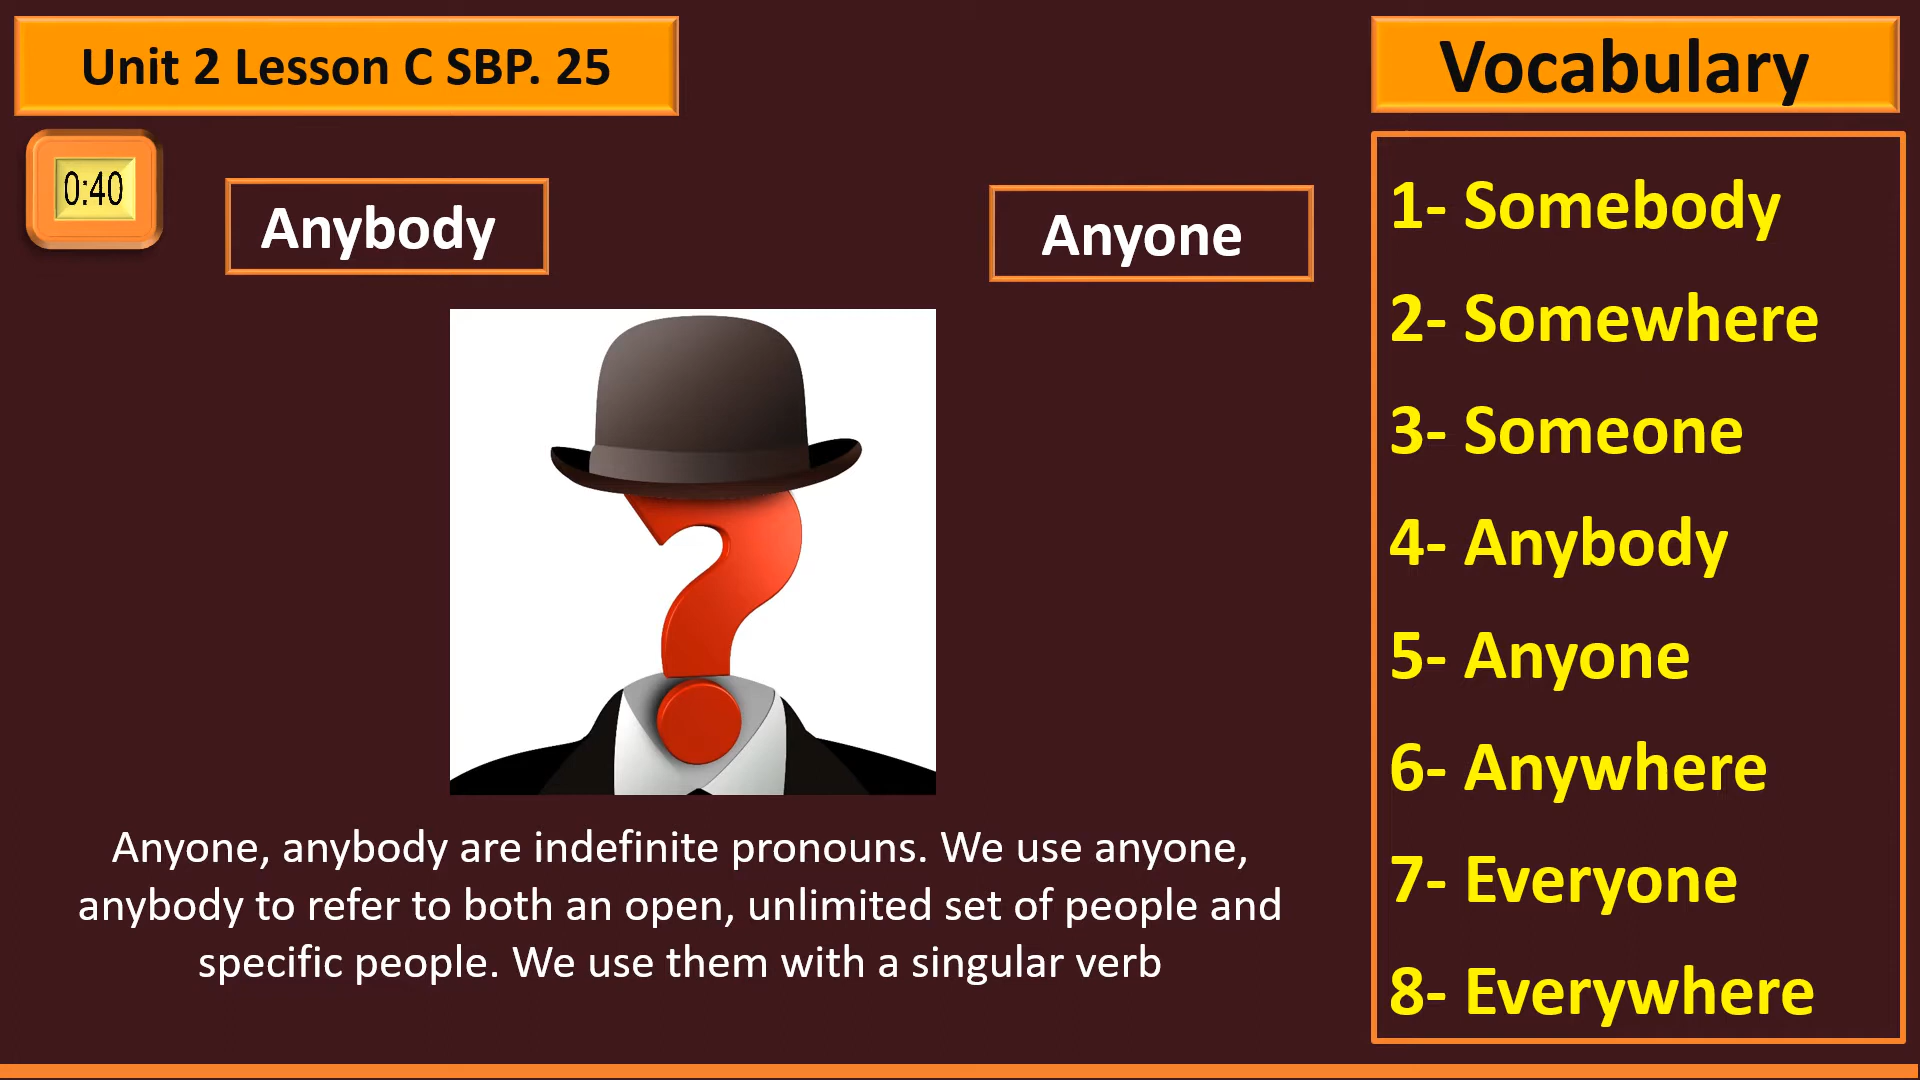 Unit 2 Lesson C SBP. 25
Vocabulary
0:40
Anybody
Anyone
Anyone, anybody are indefinite pronouns. We use anyone,
anybody to refer to both an open, unlimited set of people and
specific people. We use them with a singular verb
1- Somebody
2- Somewhere
3- Someone
4- Anybody
5- Anyone
6- Anywhere
7- Everyone
8- Everywhere